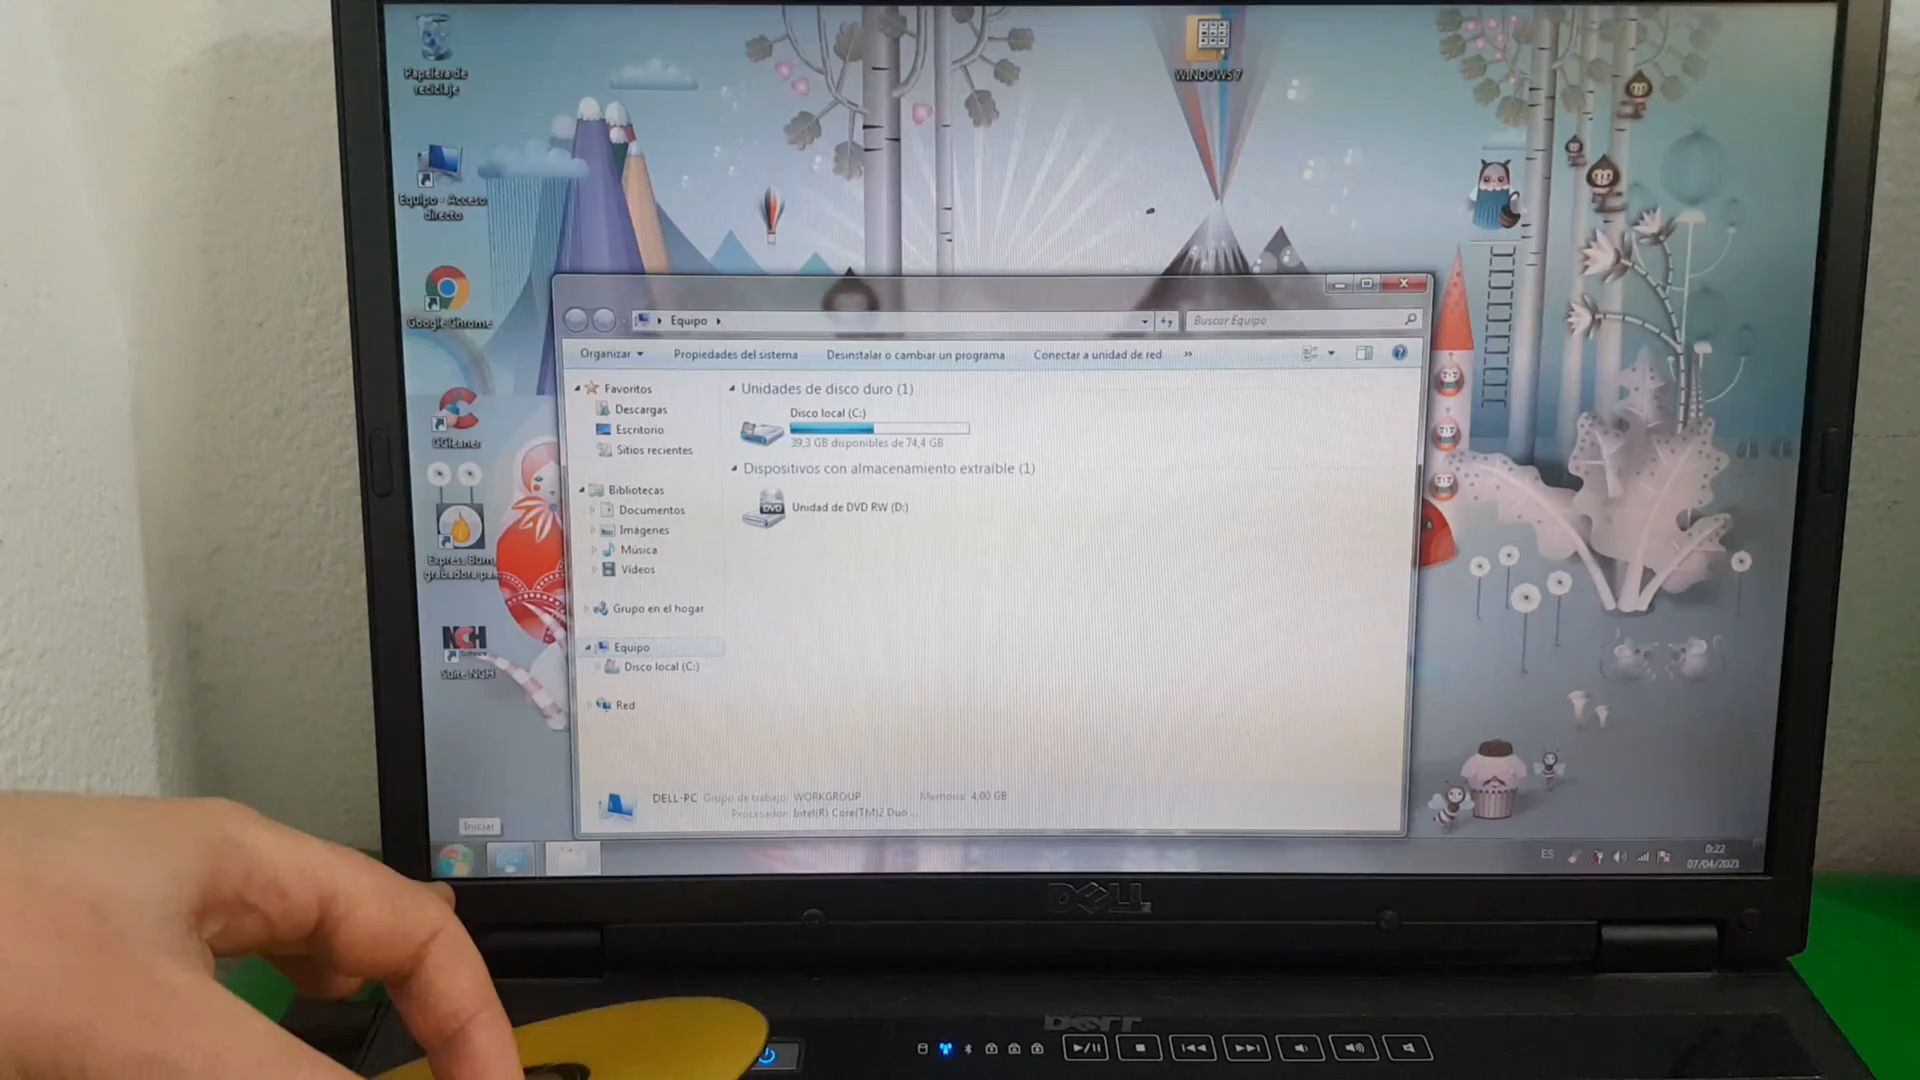 Papelera de
reciclaje
WINDOWS 7
Equipo - Acceso
directo
Google Chrome
CCleaner
Express Burn,
grabadora pa...
NCH
Software
Suite NCH
Equipo
Buscar Equipo
Organizar
Propiedades del sistema
Desinstalar o cambiar un programa
Conectar a unidad de red
»
Favoritos
Descargas
Escritorio
Sitios recientes
Bibliotecas
Documentos
Imágenes
Música
Vídeos
Grupo en el hogar
Equipo
Disco local (C:)
Red
Unidades de disco duro (1)
Disco local (C:)
39,3 GB disponibles de 74,4 GB
Dispositivos con almacenamiento extraíble (1)
DVD
Unidad de DVD RW (D:)
DELL-PC Grupo de trabajo: WORKGROUP Memoria: 4,00 GB
Procesador: Intel(R) Core(TM)2 Duo ...
Iniciar
ES
0:22
07/04/2021
DELL